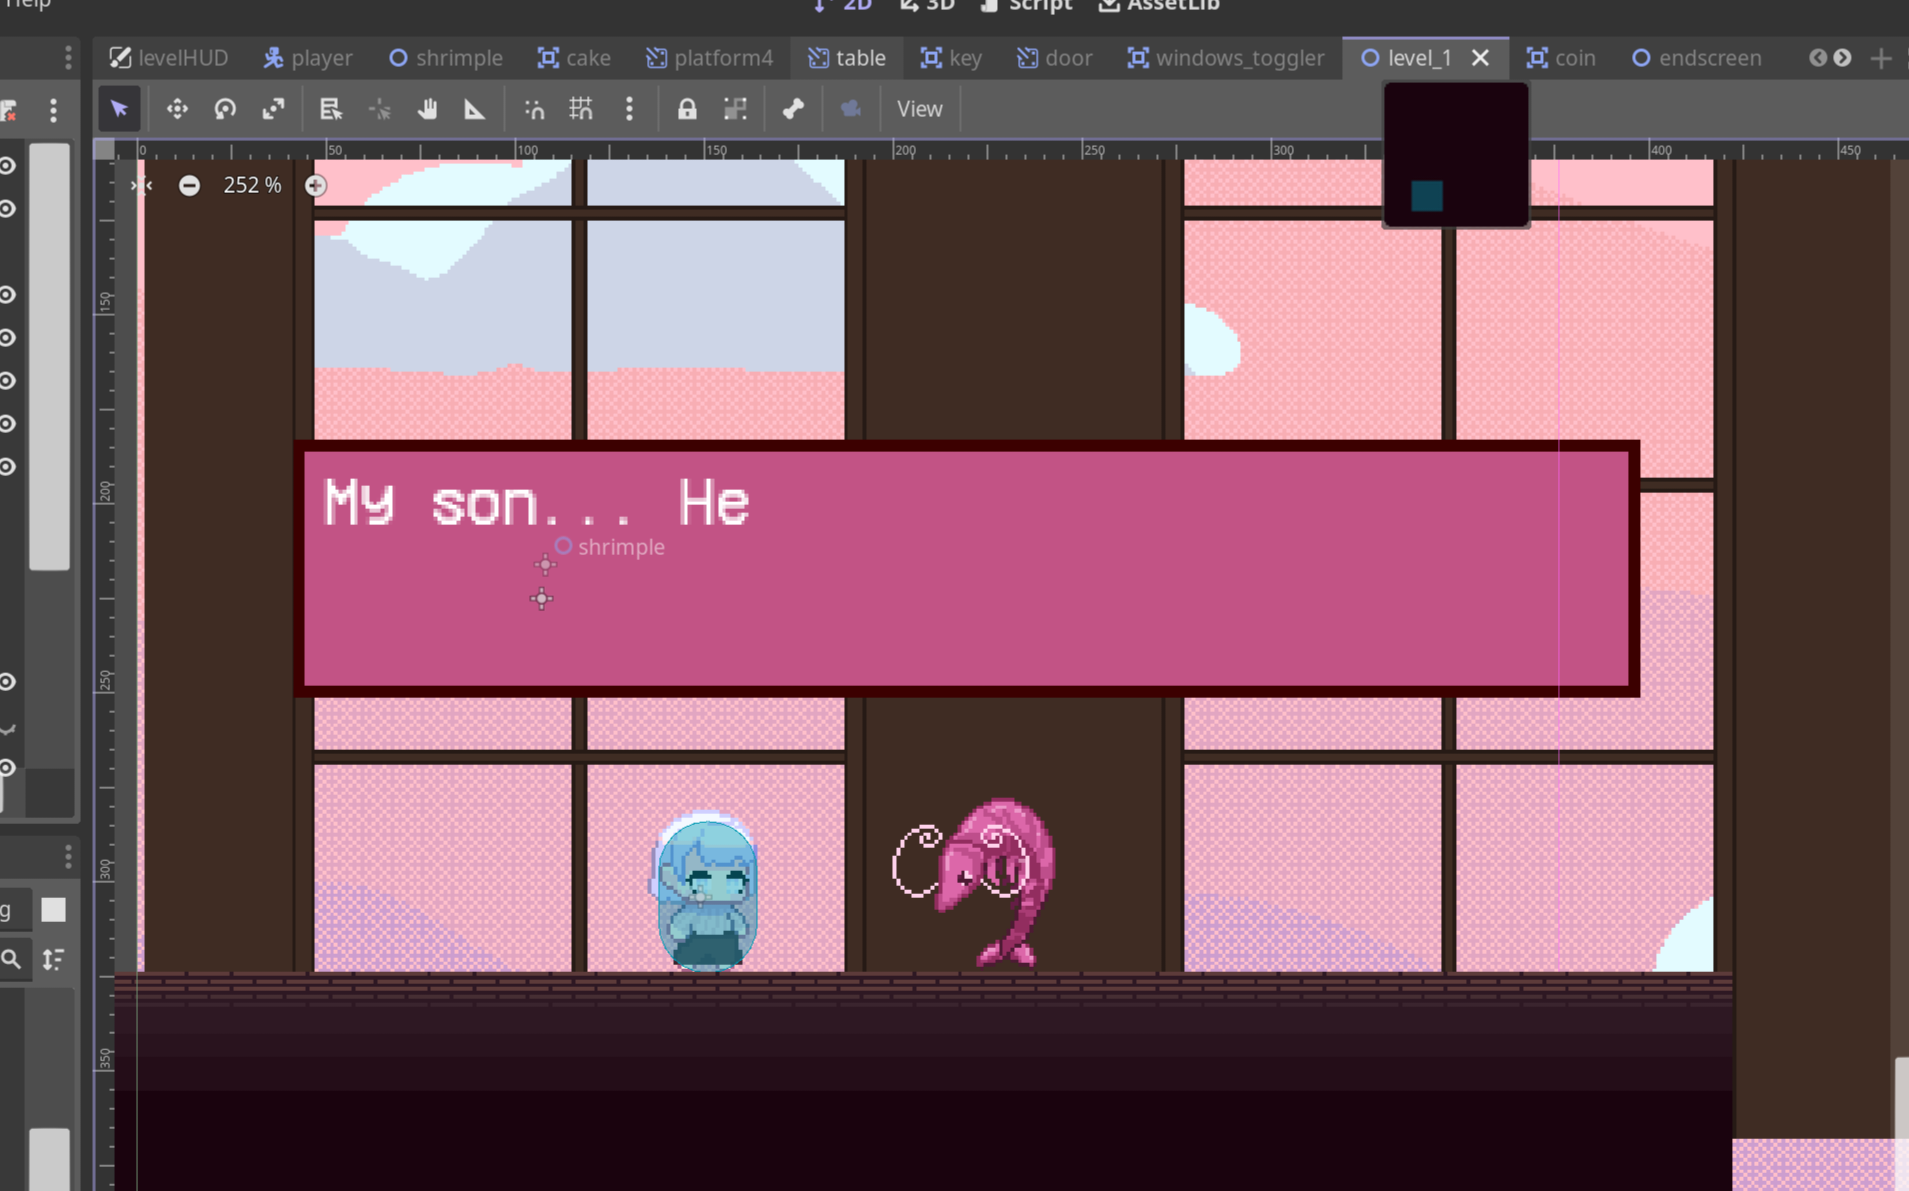 Help
2D 3D Script AssetLib
levelHUD player shrimple cake platform4 table key door windows_toggler level_1 coin endscreen
View
0 50 100 150 200 250 300 400 450
252 %
150
200
250
300
350
My son... He
shrimple
g